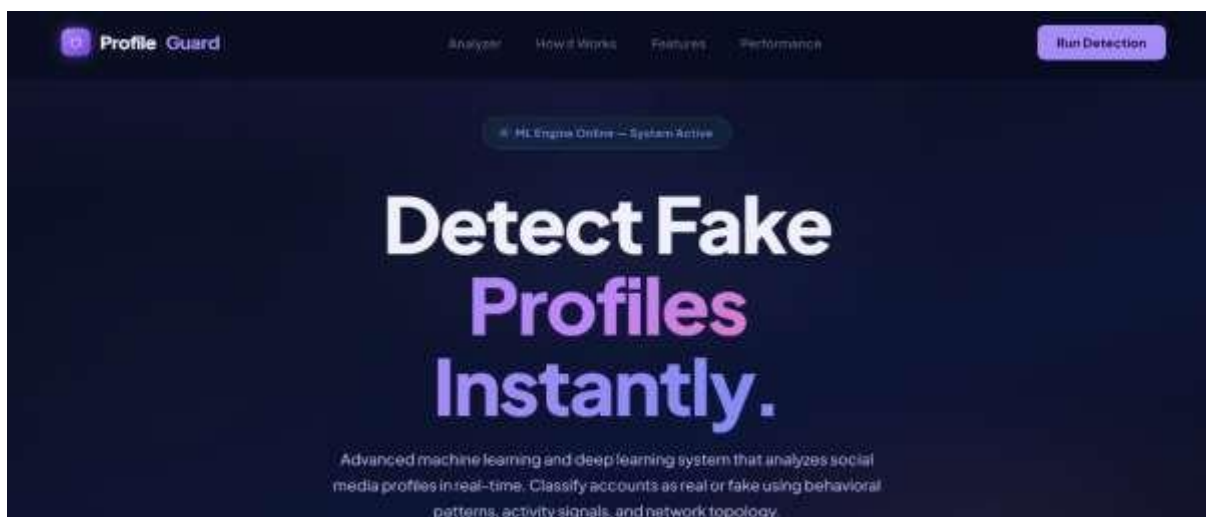 Profile Guard
Analyzer How it Works Features Performance
Run Detection
ML Engine Online — System Active
Detect Fake
Profiles
Instantly.
Advanced machine learning and deep learning system that analyzes social
media profiles in real-time. Classify accounts as real or fake using behavioral
patterns, activity signals, and network topology.